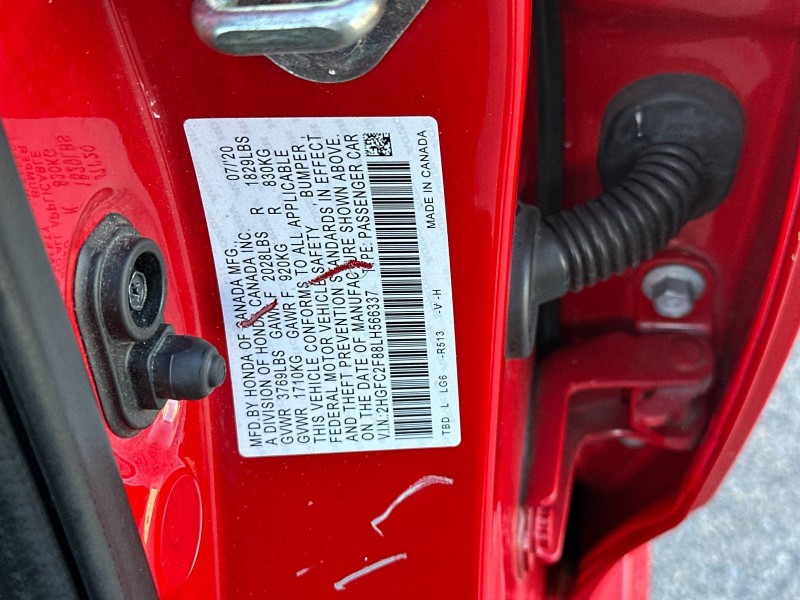 MFD.BY HONDA OF CANADA MFG., 07/20
A DIVISION OF HONDA CANADA INC.
GVWR 3769LBS GAWR F 2028LBS R 1829LBS
GVWR 1710KG GAWR F 920KG R 830KG
THIS VEHICLE CONFORMS TO ALL APPLICABLE
FEDERAL MOTOR VEHICLE SAFETY , BUMPER ,
AND THEFT PREVENTION STANDARDS IN EFFECT
ON THE DATE OF MANUFACTURE SHOWN ABOVE.
V.I.N.:2HGFC2F88LH566337 TYPE: PASSENGER CAR
TBD L LG6 -R513 -V-H MADE IN CANADA